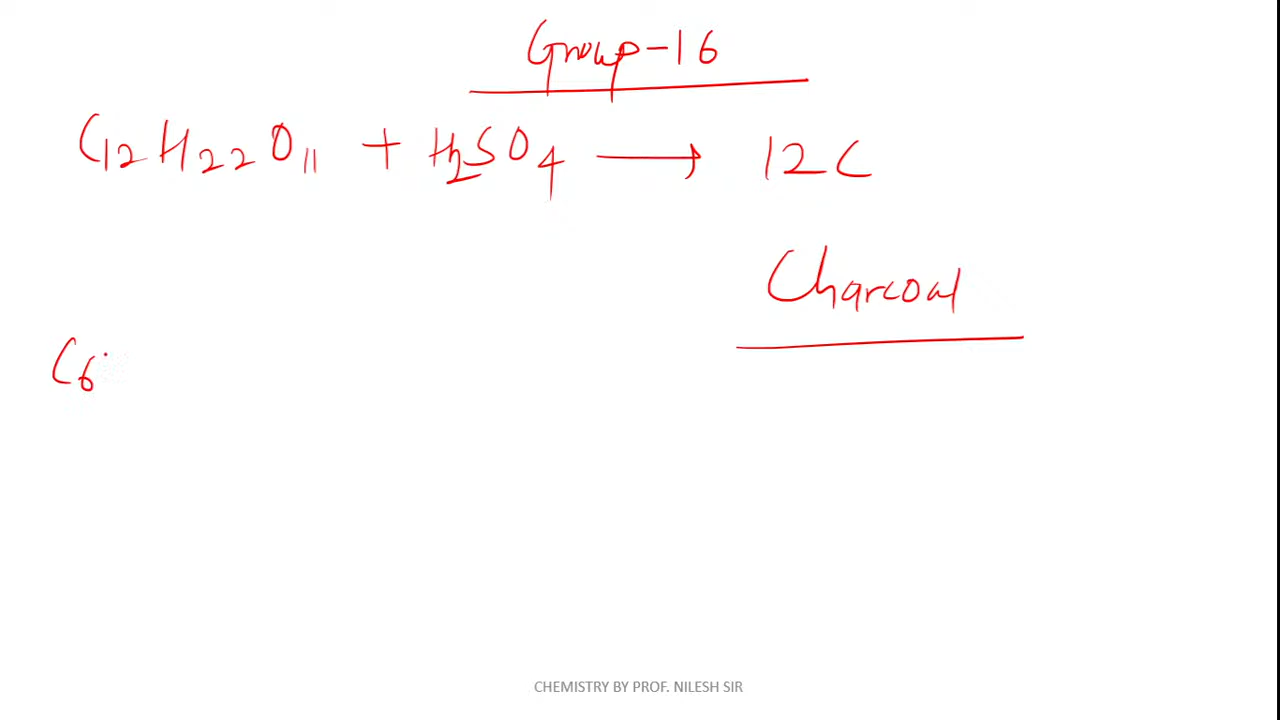 Group-16
C12H22O11 + H2SO4 → 12C
Charcoal
C6
CHEMISTRY BY PROF. NILESH SIR